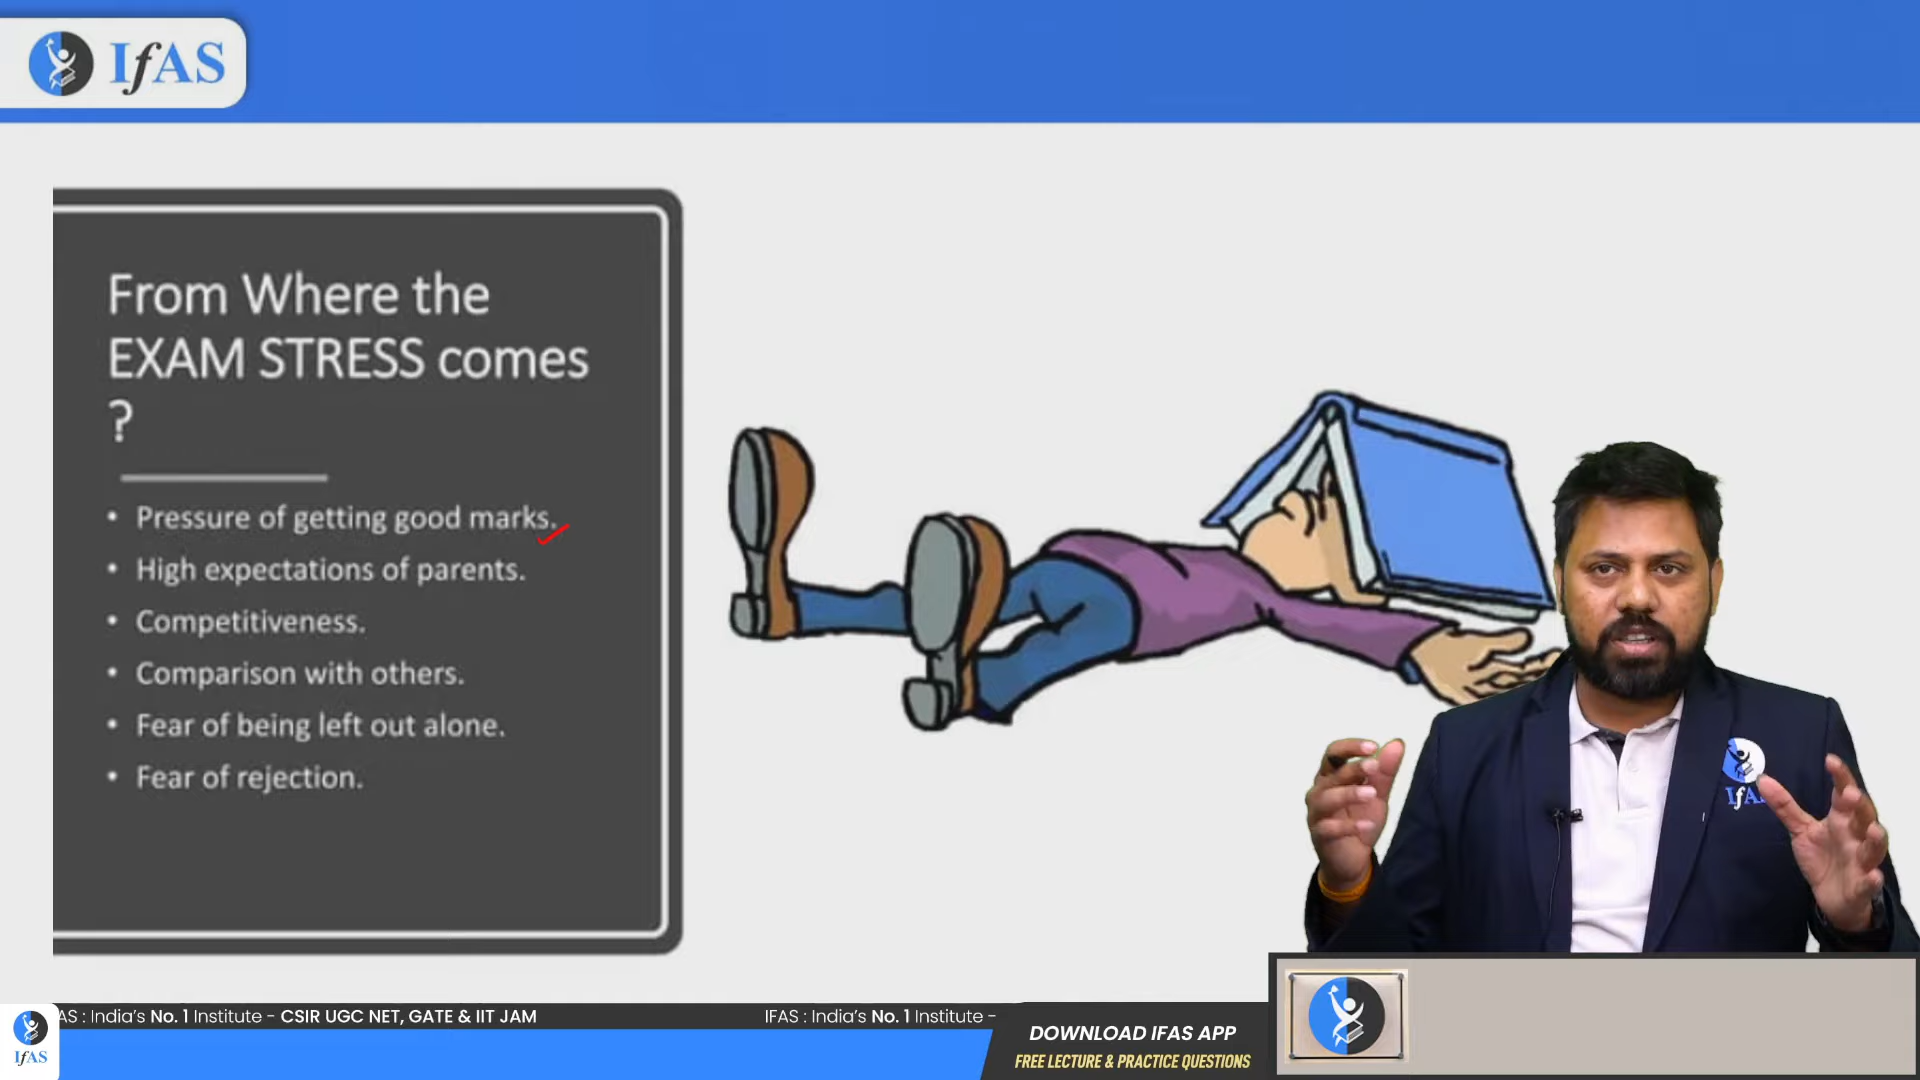 IfAS
From Where the
EXAM STRESS comes
?
• Pressure of getting good marks.
• High expectations of parents.
• Competitiveness.
• Comparison with others.
• Fear of being left out alone.
• Fear of rejection.
IfAS
AS : India's No. 1 Institute - CSIR UGC NET, GATE & IIT JAM
IFAS : India's No. 1 Institute -
IfAS
DOWNLOAD IFAS APP
FREE LECTURE & PRACTICE QUESTIONS